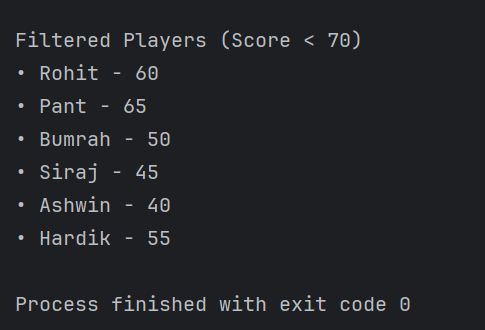 Filtered Players (Score < 70)
• Rohit - 60
• Pant - 65
• Bumrah - 50
• Siraj - 45
• Ashwin - 40
• Hardik - 55
Process finished with exit code 0